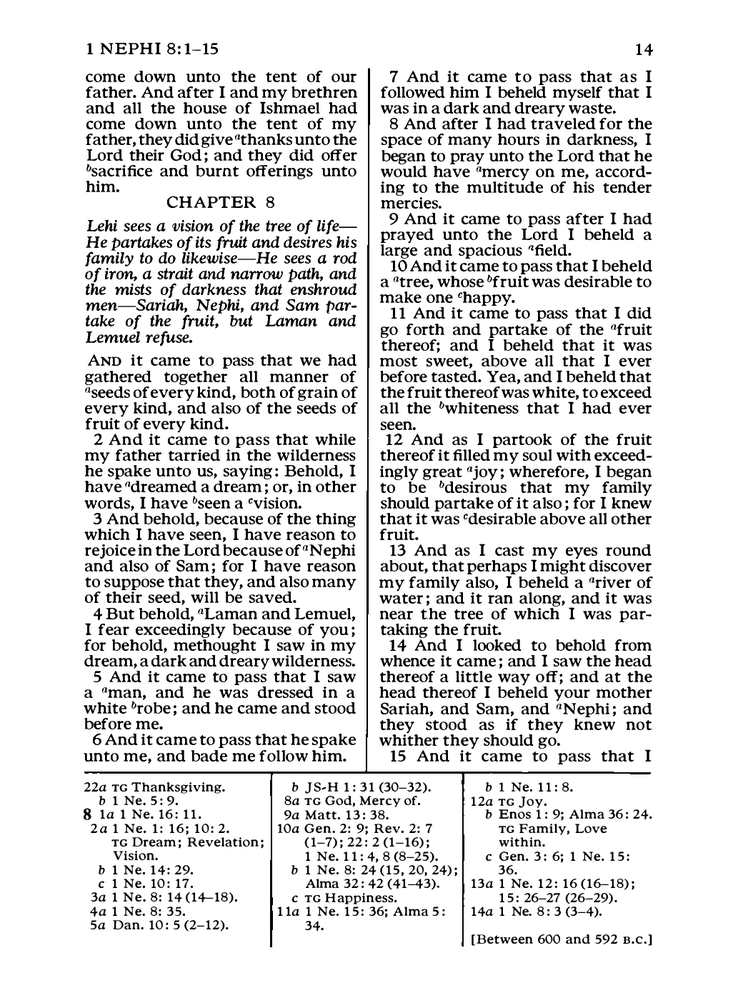 1 NEPHI 8:1–15
14
come down unto the tent of our
father. And after I and my brethren
and all the house of Ishmael had
come down unto the tent of my
father, they did give ᵃthanks unto the
Lord their God; and they did offer
ᵇsacrifice and burnt offerings unto
him.
CHAPTER 8
Lehi sees a vision of the tree of life—
He partakes of its fruit and desires his
family to do likewise—He sees a rod
of iron, a strait and narrow path, and
the mists of darkness that enshroud
men—Sariah, Nephi, and Sam par-
take of the fruit, but Laman and
Lemuel refuse.
AND it came to pass that we had
gathered together all manner of
ᵃseeds of every kind, both of grain of
every kind, and also of the seeds of
fruit of every kind.
2 And it came to pass that while
my father tarried in the wilderness
he spake unto us, saying: Behold, I
have ᵃdreamed a dream; or, in other
words, I have ᵇseen a ᶜvision.
3 And behold, because of the thing
which I have seen, I have reason to
rejoice in the Lord because of ᵃNephi
and also of Sam; for I have reason
to suppose that they, and also many
of their seed, will be saved.
4 But behold, ᵃLaman and Lemuel,
I fear exceedingly because of you;
for behold, methought I saw in my
dream, a dark and dreary wilderness.
5 And it came to pass that I saw
a ᵃman, and he was dressed in a
white ᵇrobe; and he came and stood
before me.
6 And it came to pass that he spake
unto me, and bade me follow him.
7 And it came to pass that as I
followed him I beheld myself that I
was in a dark and dreary waste.
8 And after I had traveled for the
space of many hours in darkness, I
began to pray unto the Lord that he
would have ᵃmercy on me, accord-
ing to the multitude of his tender
mercies.
9 And it came to pass after I had
prayed unto the Lord I beheld a
large and spacious ᵃfield.
10 And it came to pass that I beheld
a ᵃtree, whose ᵇfruit was desirable to
make one ᶜhappy.
11 And it came to pass that I did
go forth and partake of the ᵃfruit
thereof; and I beheld that it was
most sweet, above all that I ever
before tasted. Yea, and I beheld that
the fruit thereof was white, to exceed
all the ᵇwhiteness that I had ever
seen.
12 And as I partook of the fruit
thereof it filled my soul with exceed-
ingly great ᵃjoy; wherefore, I began
to be ᵇdesirous that my family
should partake of it also; for I knew
that it was ᶜdesirable above all other
fruit.
13 And as I cast my eyes round
about, that perhaps I might discover
my family also, I beheld a ᵃriver of
water; and it ran along, and it was
near the tree of which I was par-
taking the fruit.
14 And I looked to behold from
whence it came; and I saw the head
thereof a little way off; and at the
head thereof I beheld your mother
Sariah, and Sam, and ᵃNephi; and
they stood as if they knew not
whither they should go.
15 And it came to pass that I
22a TG Thanksgiving.
b 1 Ne. 5: 9.
8 1a 1 Ne. 16: 11.
2a 1 Ne. 1: 16; 10: 2.
TG Dream; Revelation;
Vision.
b 1 Ne. 14: 29.
c 1 Ne. 10: 17.
3a 1 Ne. 8: 14 (14–18).
4a 1 Ne. 8: 35.
5a Dan. 10: 5 (2–12).
b JS-H 1: 31 (30–32).
8a TG God, Mercy of.
9a Matt. 13: 38.
10a Gen. 2: 9; Rev. 2: 7
(1–7); 22: 2 (1–16);
1 Ne. 11: 4, 8 (8–25).
b 1 Ne. 8: 24 (15, 20, 24);
Alma 32: 42 (41–43).
c TG Happiness.
11a 1 Ne. 15: 36; Alma 5:
34.
b 1 Ne. 11: 8.
12a TG Joy.
b Enos 1: 9; Alma 36: 24.
TG Family, Love
within.
c Gen. 3: 6; 1 Ne. 15:
36.
13a 1 Ne. 12: 16 (16–18);
15: 26–27 (26–29).
14a 1 Ne. 8: 3 (3–4).
[Between 600 and 592 B.C.]